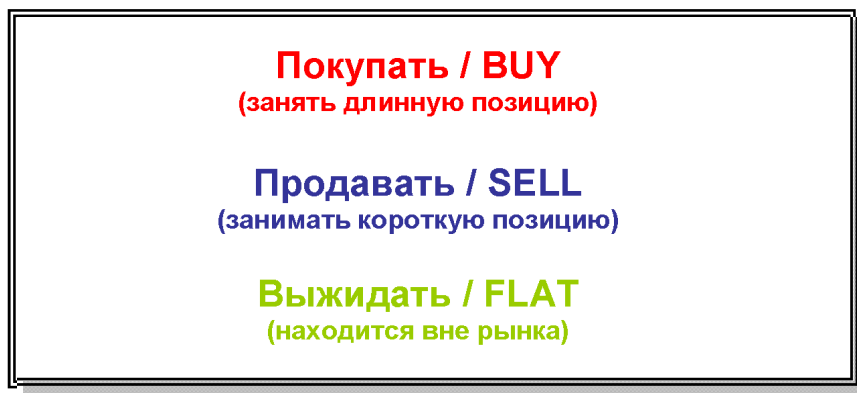 Покупать / BUY
(занять длинную позицию)
Продавать / SELL
(занимать короткую позицию)
Выжидать / FLAT
(находится вне рынка)